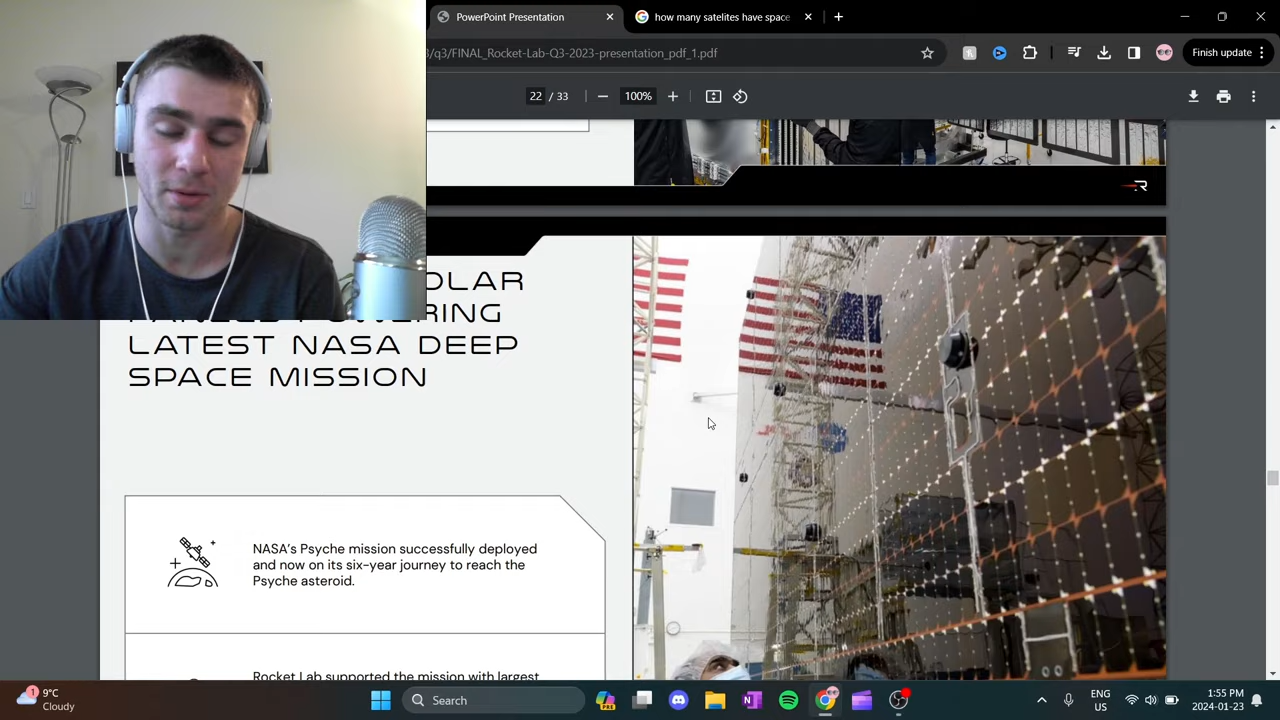 PowerPoint Presentation
how many satelites have space
3/q3/FINAL_Rocket-Lab-Q3-2023-presentation_pdf_1.pdf
Finish update
22 / 33
100%
OLAR
LATEST NASA DEEP
SPACE MISSION
NASA's Psyche mission successfully deployed
and now on its six-year journey to reach the
Psyche asteroid.
Rocket Lab supported the mission with largest
1
9°C
Cloudy
Search
PRE
ENG
US
1:55 PM
2024-01-23